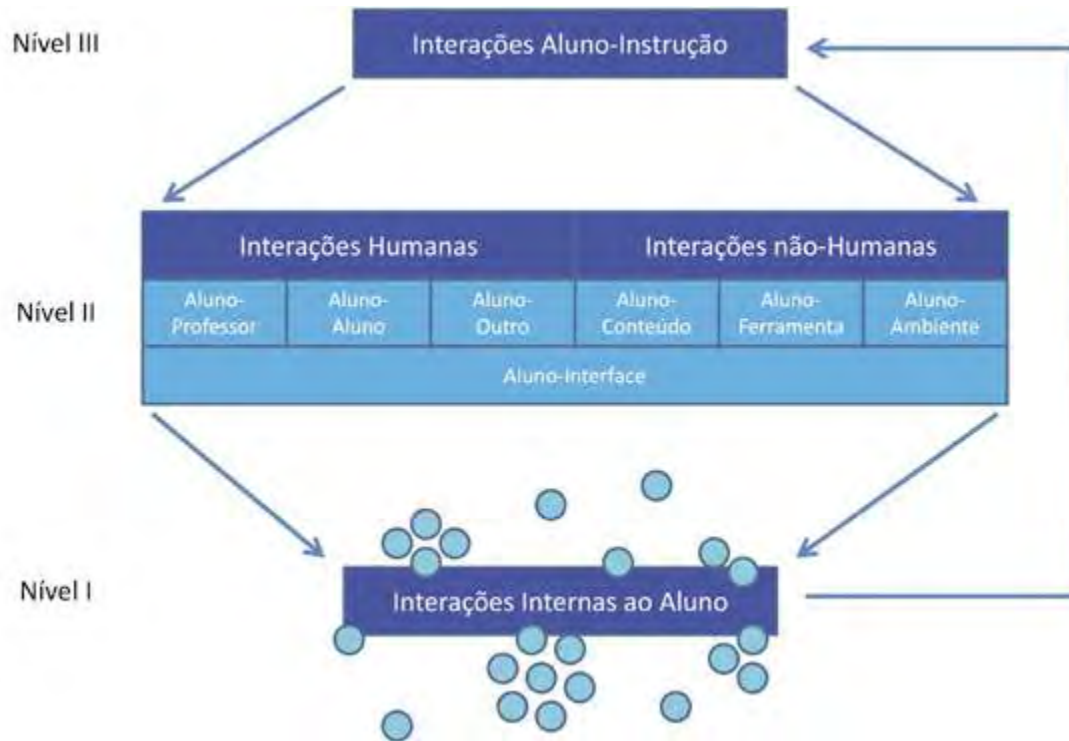 Nível III
Interações Aluno-Instrução
Nível II
Interações Humanas
Interações não-Humanas
Aluno-
Professor
Aluno-
Aluno
Aluno-
Outro
Aluno-
Conteúdo
Aluno-
Ferramenta
Aluno-
Ambiente
Aluno-Interface
Nível I
Interações Internas ao Aluno